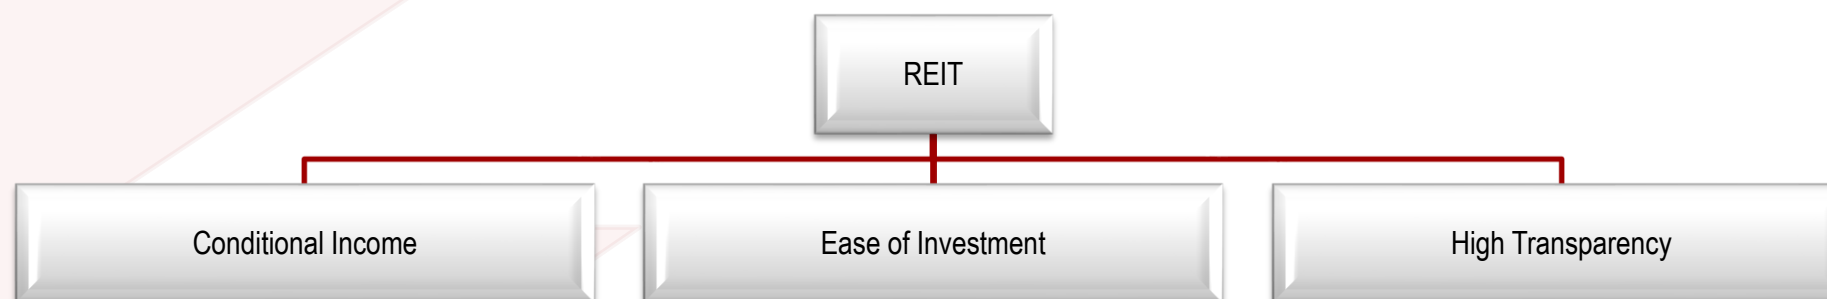 REIT
Conditional Income
Ease of Investment
High Transparency